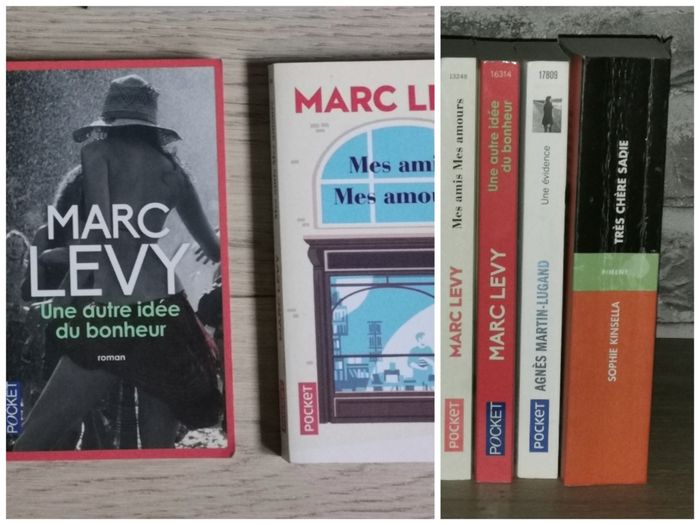 MARC
LEVY
Une autre idée
du bonheur
roman
POCKET
MARC LEV
Mes ami
Mes amou
POCKET
13248
Mes amis Mes amours
MARC LEVY
POCKET
16314
Une autre idée
du bonheur
MARC LEVY
POCKET
17809
Une évidence
AGNÈS MARTIN-LUGAND
POCKET
TRÈS CHÈRE SADIE
PIMENT
SOPHIE KINSELLA